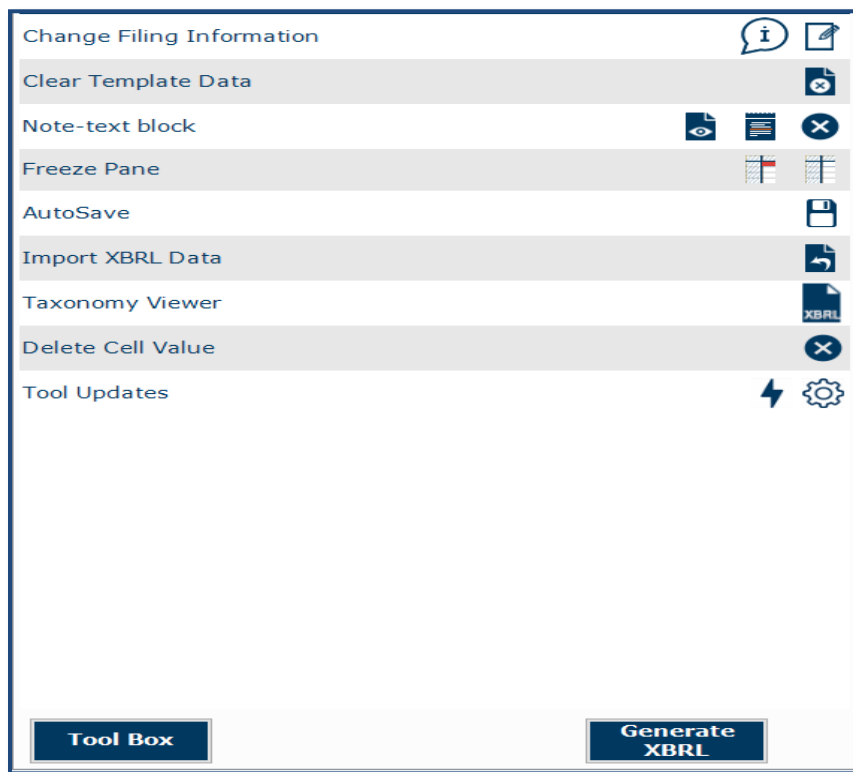 Change Filing Information
i
Clear Template Data
Note-text block
Freeze Pane
AutoSave
Import XBRL Data
Taxonomy Viewer
XBRL
Delete Cell Value
Tool Updates
Tool Box
Generate
XBRL